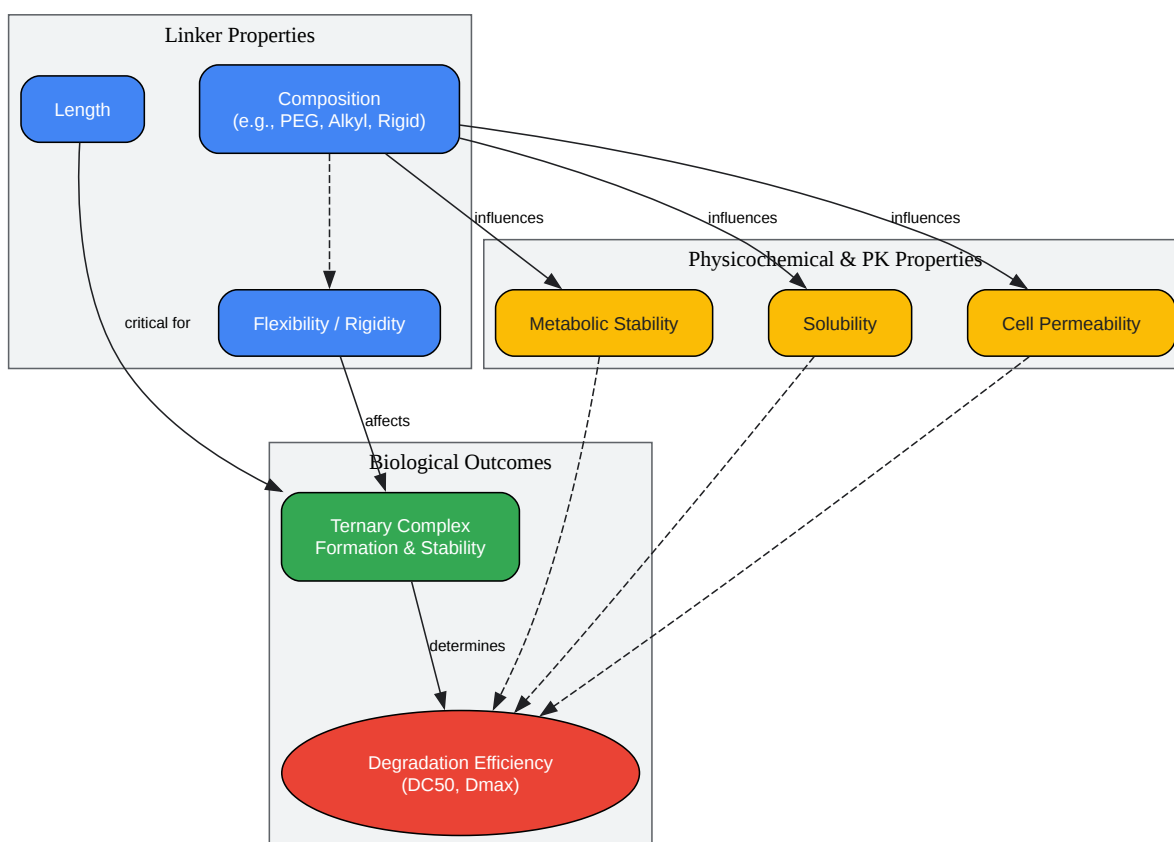 Linker Properties
Length
Composition
(e.g., PEG, Alkyl, Rigid)
influences
influences
influences
Physicochemical & PK Properties
critical for
Flexibility / Rigidity
Metabolic Stability
Solubility
Cell Permeability
affects
Biological Outcomes
Ternary Complex
Formation & Stability
determines
Degradation Efficiency
(DC50, Dmax)